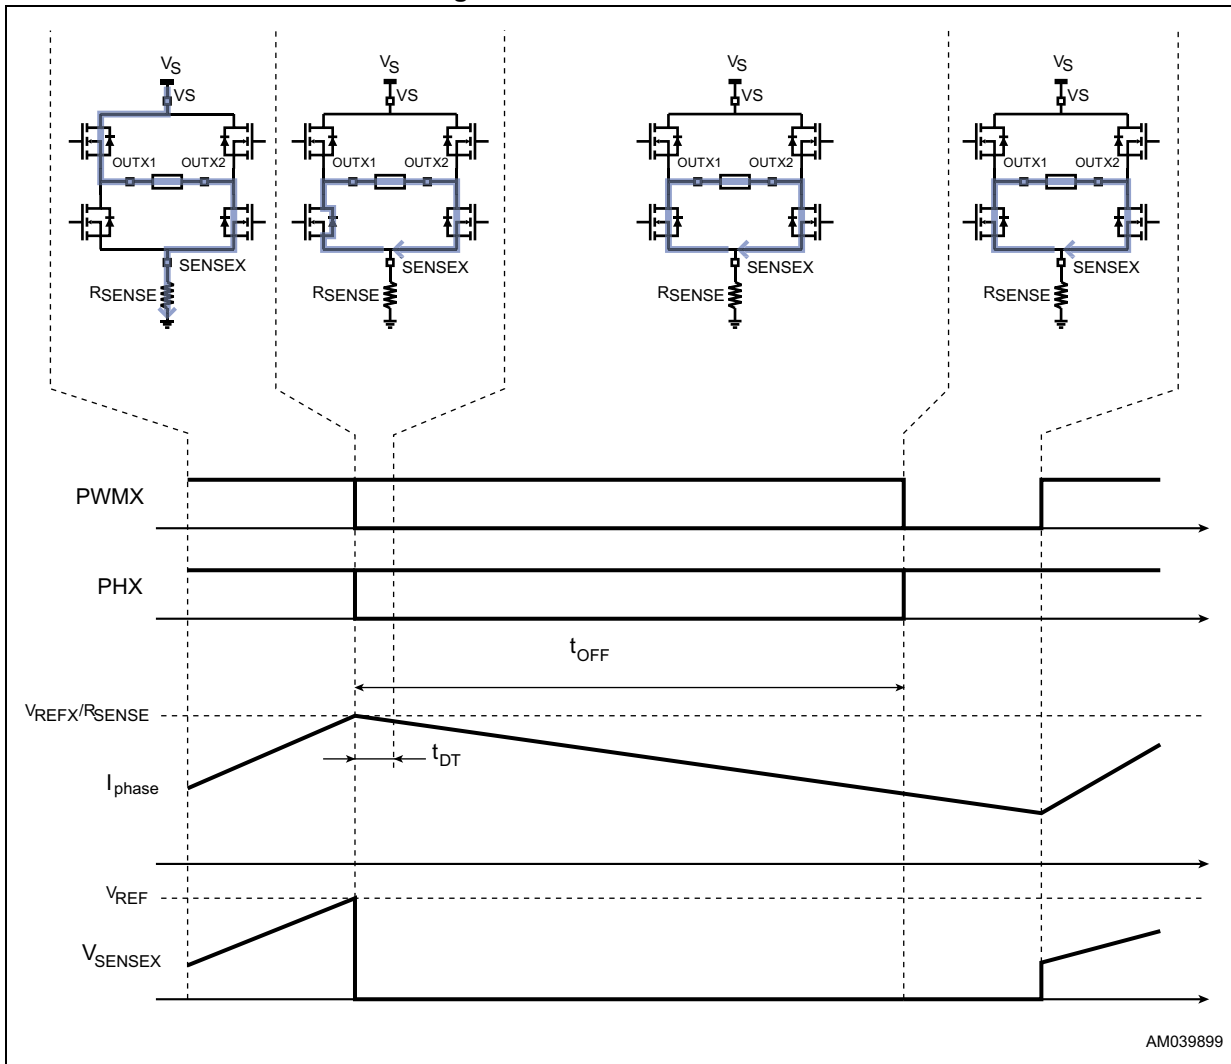 VS
VS
OUTX1 OUTX2
SENSEX
RSENSE
VS
VS
OUTX1 OUTX2
SENSEX
RSENSE
VS
VS
OUTX1 OUTX2
SENSEX
RSENSE
VS
VS
OUTX1 OUTX2
SENSEX
RSENSE
PWMX
PHX
tOFF
VREFX/RSENSE
tDT
Iphase
VREF
VSENSEX
AM039899